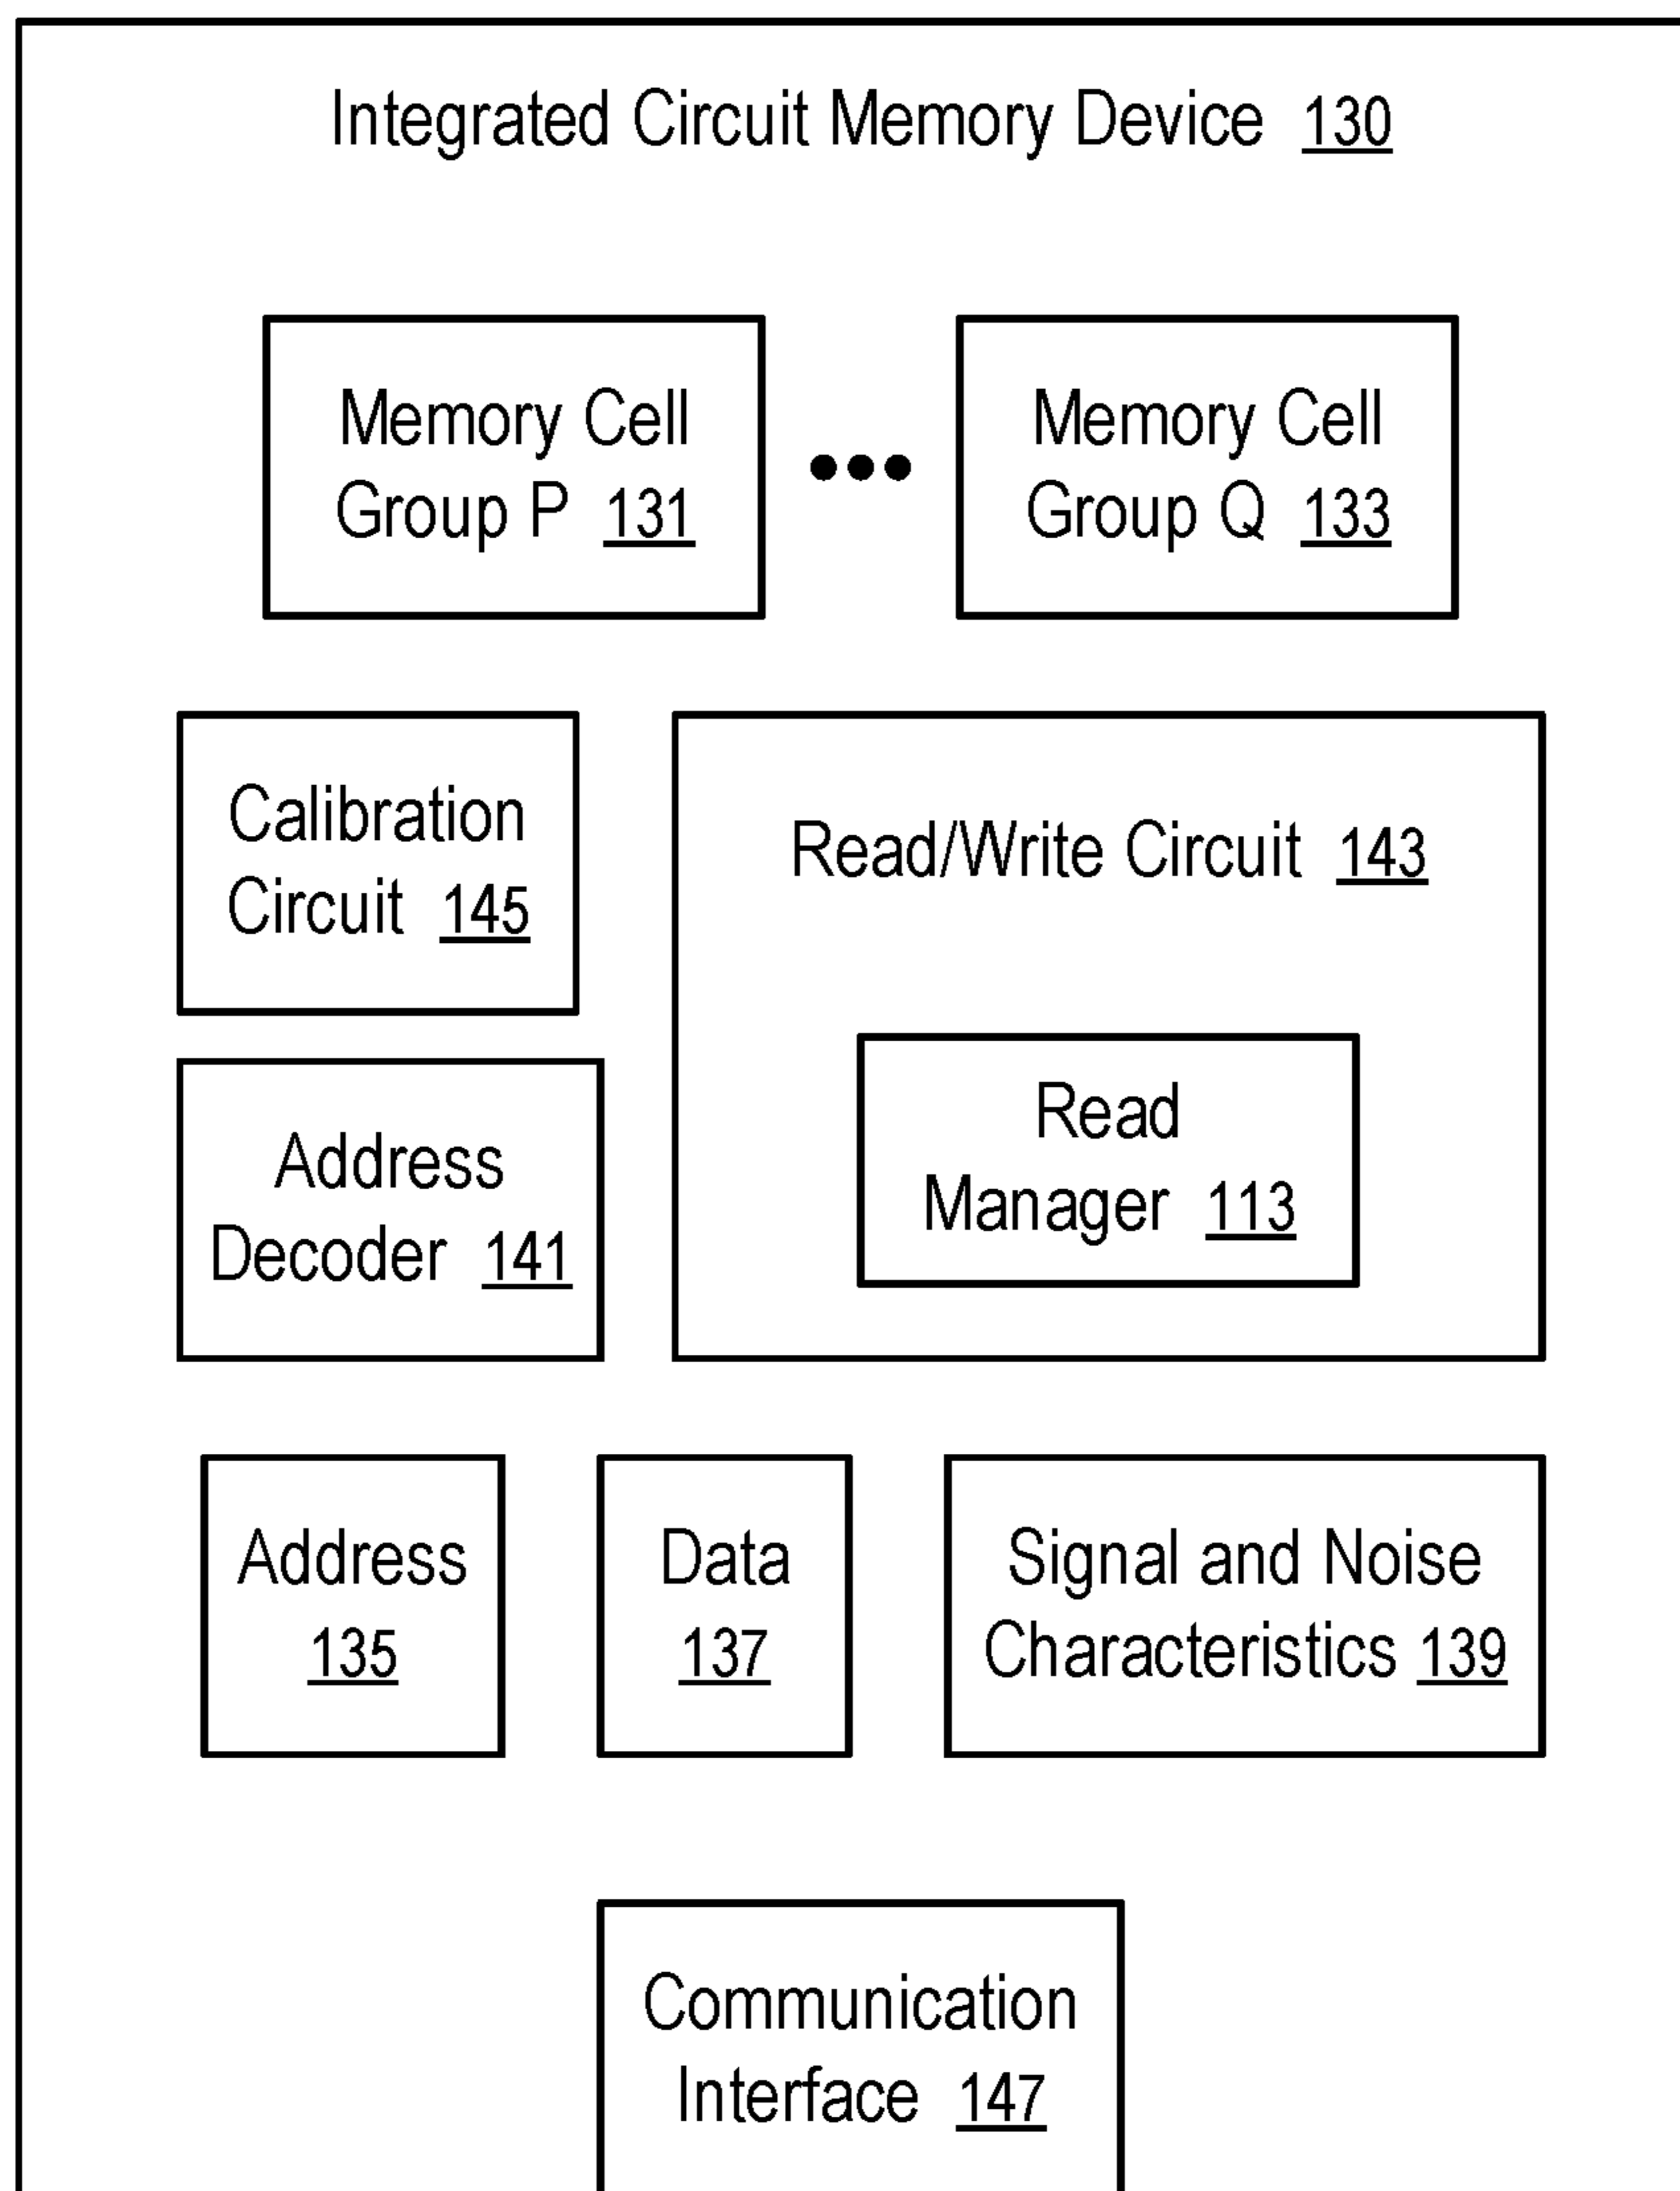 Integrated Circuit Memory Device 130
Memory Cell
Group P 131
Memory Cell
Group Q 133
Calibration
Circuit 145
Read/Write Circuit 143
Address
Decoder 141
Read
Manager 113
Address
135
Data
137
Signal and Noise
Characteristics 139
Communication
Interface 147